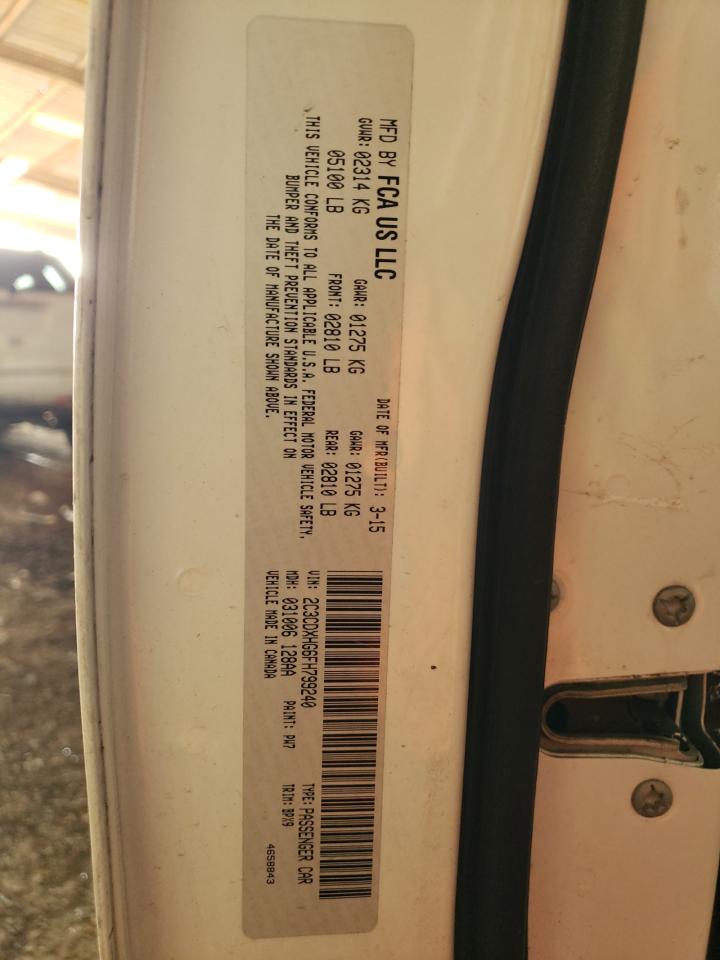 MFD BY FCA US LLC
DATE OF MFR(BUILT): 3-15
GVWR: 02314 KG
GAWR: 01275 KG
GAWR: 01275 KG
05100 LB
FRONT: 02810 LB
REAR: 02810 LB
THIS VEHICLE CONFORMS TO ALL APPLICABLE U.S.A. FEDERAL MOTOR VEHICLE SAFETY,
BUMPER AND THEFT PREVENTION STANDARDS IN EFFECT ON
THE DATE OF MANUFACTURE SHOWN ABOVE.
VIN: 2C3CDXHG6FH799240
TYPE: PASSENGER CAR
MDH: 031006 128AA
PAINT: PW7
TRIM: BPX9
VEHICLE MADE IN CANADA
4658843